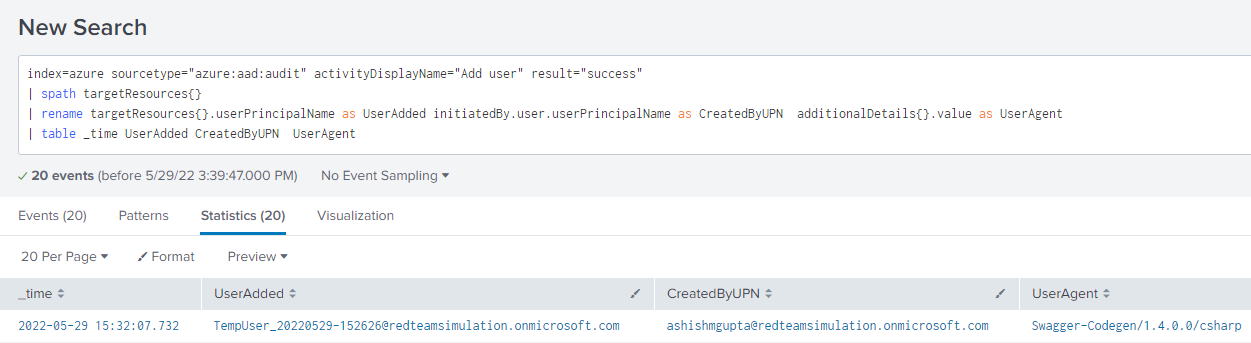 New Search
index=azure sourcetype="azure:aad:audit" activityDisplayName="Add user" result="success"
| spath targetResources{}
| rename targetResources{}.userPrincipalName as UserAdded initiatedBy.user.userPrincipalName as CreatedByUPN  additionalDetails{}.value as UserAgent
| table _time UserAdded CreatedByUPN  UserAgent
20 events (before 5/29/22 3:39:47.000 PM) No Event Sampling
Events (20) Patterns Statistics (20) Visualization
20 Per Page Format Preview
_time UserAdded CreatedByUPN UserAgent
2022-05-29 15:32:07.732 TempUser_20220529-152626@redteamsimulation.onmicrosoft.com ashishmgupta@redteamsimulation.onmicrosoft.com Swagger-Codegen/1.4.0.0/csharp